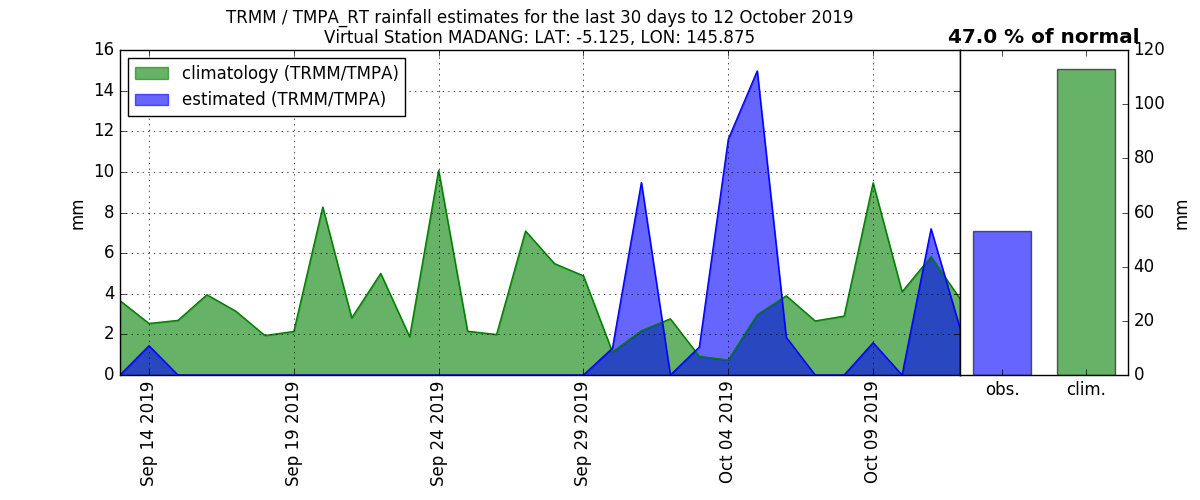 TRMM / TMPA_RT rainfall estimates for the last 30 days to 12 October 2019
Virtual Station MADANG: LAT: -5.125, LON: 145.875
47.0 % of normal
climatology (TRMM/TMPA)
estimated (TRMM/TMPA)
16
14
12
10
8
6
4
2
0
mm
Sep 14 2019
Sep 19 2019
Sep 24 2019
Sep 29 2019
Oct 04 2019
Oct 09 2019
120
100
80
60
40
20
0
mm
obs.
clim.